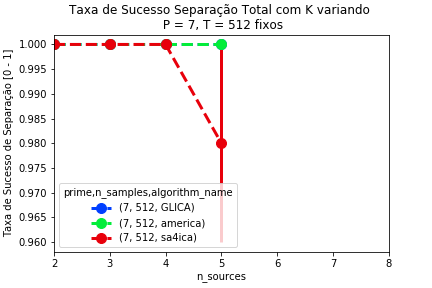 Taxa de Sucesso Separação Total com K variando
P = 7, T = 512 fixos
Taxa de Sucesso de Separação [0 - 1]
1.000
0.995
0.990
0.985
0.980
0.975
0.970
0.965
0.960
prime,n_samples,algorithm_name
(7, 512, GLICA)
(7, 512, america)
(7, 512, sa4ica)
2 3 4 5 6 7 8
n_sources